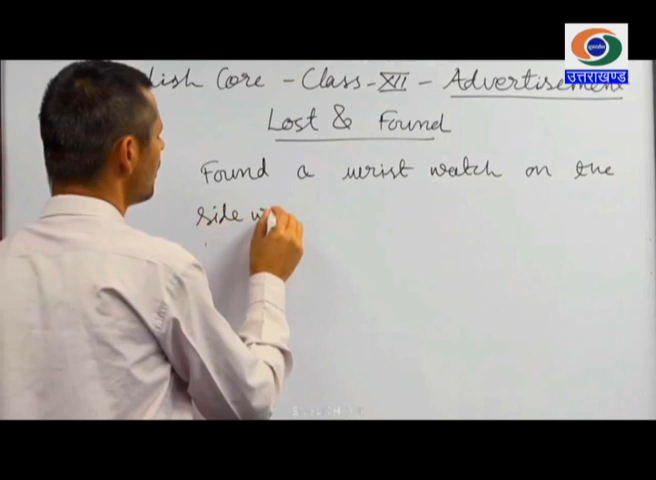 उत्तराखण्ड
lish Core - Class - XII - Advertisement
Lost & Found
Found a wrist watch on the
side w